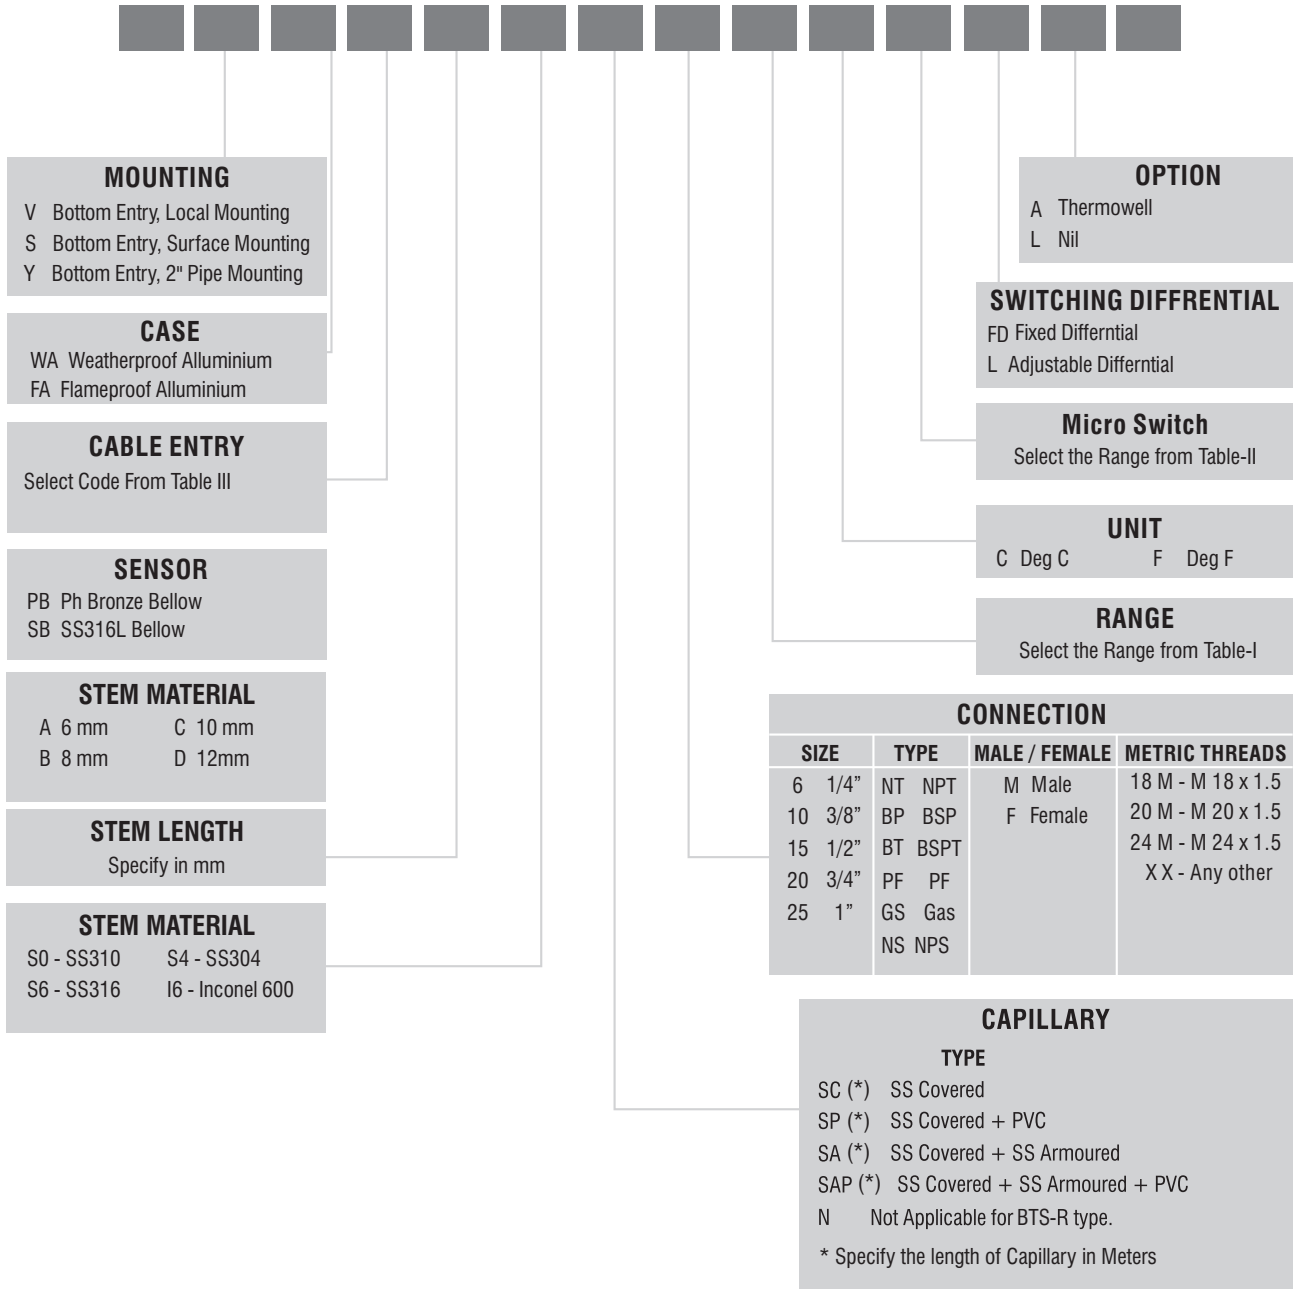 MOUNTING
V Bottom Entry, Local Mounting
S Bottom Entry, Surface Mounting
Y Bottom Entry, 2" Pipe Mounting
CASE
WA Weatherproof Alluminium
FA Flameproof Alluminium
CABLE ENTRY
Select Code From Table III
SENSOR
PB Ph Bronze Bellow
SB SS316L Bellow
STEM MATERIAL
A 6 mm C 10 mm
B 8 mm D 12mm
STEM LENGTH
Specify in mm
STEM MATERIAL
S0 - SS310 S4 - SS304
S6 - SS316 I6 - Inconel 600
OPTION
A Thermowell
L Nil
SWITCHING DIFFRENTIAL
FD Fixed Differntial
L Adjustable Differntial
Micro Switch
Select the Range from Table-II
UNIT
C Deg C F Deg F
RANGE
Select the Range from Table-I
CONNECTION
SIZE TYPE MALE / FEMALE METRIC THREADS
6 1/4” NT NPT M Male 18 M - M 18 x 1.5
10 3/8” BP BSP F Female 20 M - M 20 x 1.5
15 1/2” BT BSPT 24 M - M 24 x 1.5
20 3/4” PF PF X X - Any other
25 1” GS Gas
NS NPS
CAPILLARY
TYPE
SC (*) SS Covered
SP (*) SS Covered + PVC
SA (*) SS Covered + SS Armoured
SAP (*) SS Covered + SS Armoured + PVC
N Not Applicable for BTS-R type.
* Specify the length of Capillary in Meters